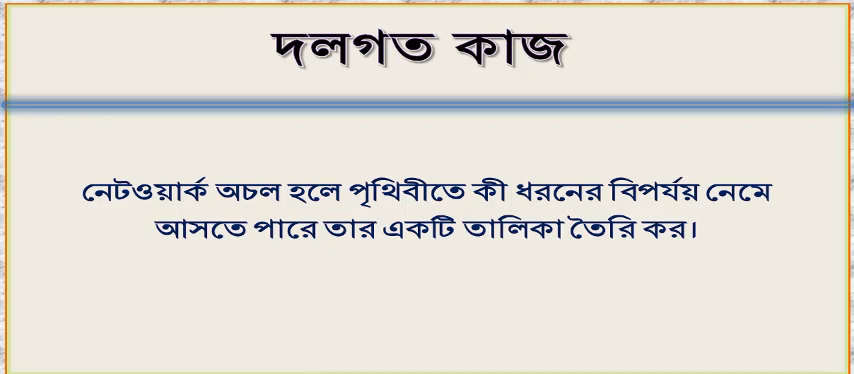 দলগত কাজ
নেটওয়ার্ক অচল হলে পৃথিবীতে কী ধরনের বিপর্যয় নেমে
আসতে পারে তার একটি তালিকা তৈরি কর।